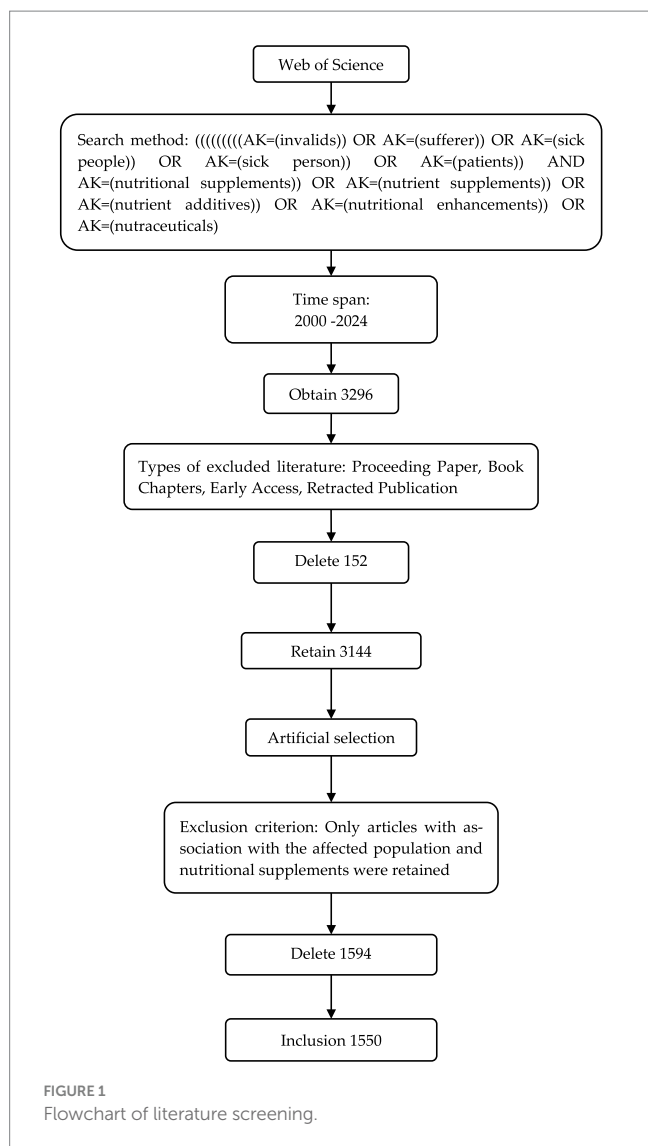 Web of Science
Search method: (((((((((AK=(invalids)) OR AK=(sufferer)) OR AK=(sick
people)) OR AK=(sick person)) OR AK=(patients)) AND
AK=(nutritional supplements)) OR AK=(nutrient supplements)) OR
AK=(nutrient additives)) OR AK=(nutritional enhancements)) OR
AK=(nutraceuticals)
Time span:
2000 -2024
Obtain 3296
Types of excluded literature: Proceeding Paper, Book
Chapters, Early Access, Retracted Publication
Delete 152
Retain 3144
Artificial selection
Exclusion criterion: Only articles with as-
sociation with the affected population and
nutritional supplements were retained
Delete 1594
Inclusion 1550
FIGURE 1
Flowchart of literature screening.